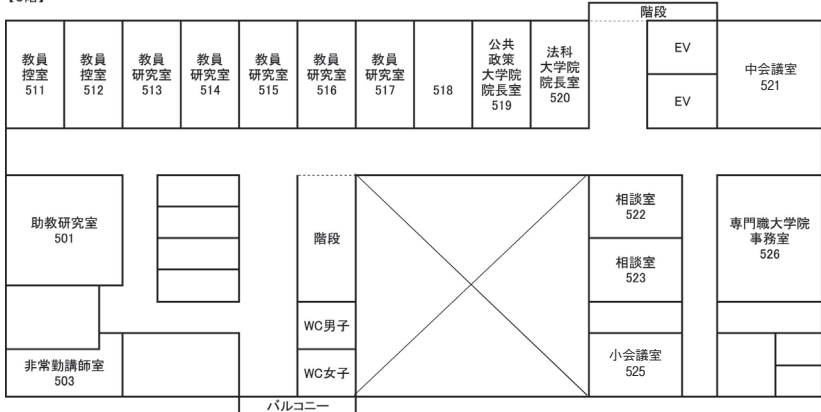 階段
教員
控室
511
教員
控室
512
教員
研究室
513
教員
研究室
514
教員
研究室
515
教員
研究室
516
教員
研究室
517
518
公共
政策
大学院
院長室
519
法科
大学院
院長室
520
EV
EV
中会議室
521
助教研究室
501
階段
相談室
522
専門職大学院
事務室
526
相談室
523
WC男子
非常勤講師室
503
WC女子
小会議室
525
バルコニー